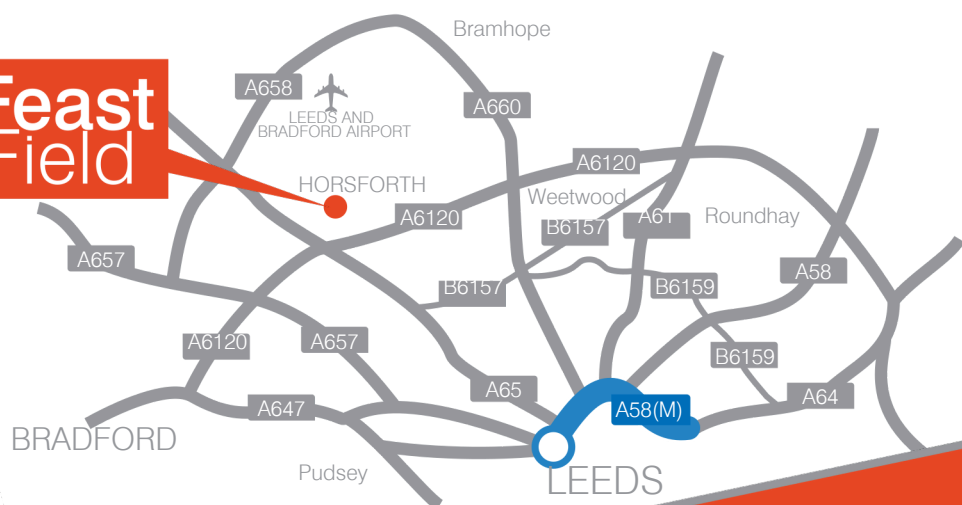 Bramhope
Feast
Field
A658
LEEDS AND
BRADFORD AIRPORT
A660
A6120
HORSFORTH
Weetwood
A6120
A61
Roundhay
B6157
A657
A58
B6157
B6159
A6120
A657
B6159
A65
A64
A647
A58(M)
BRADFORD
Pudsey
LEEDS